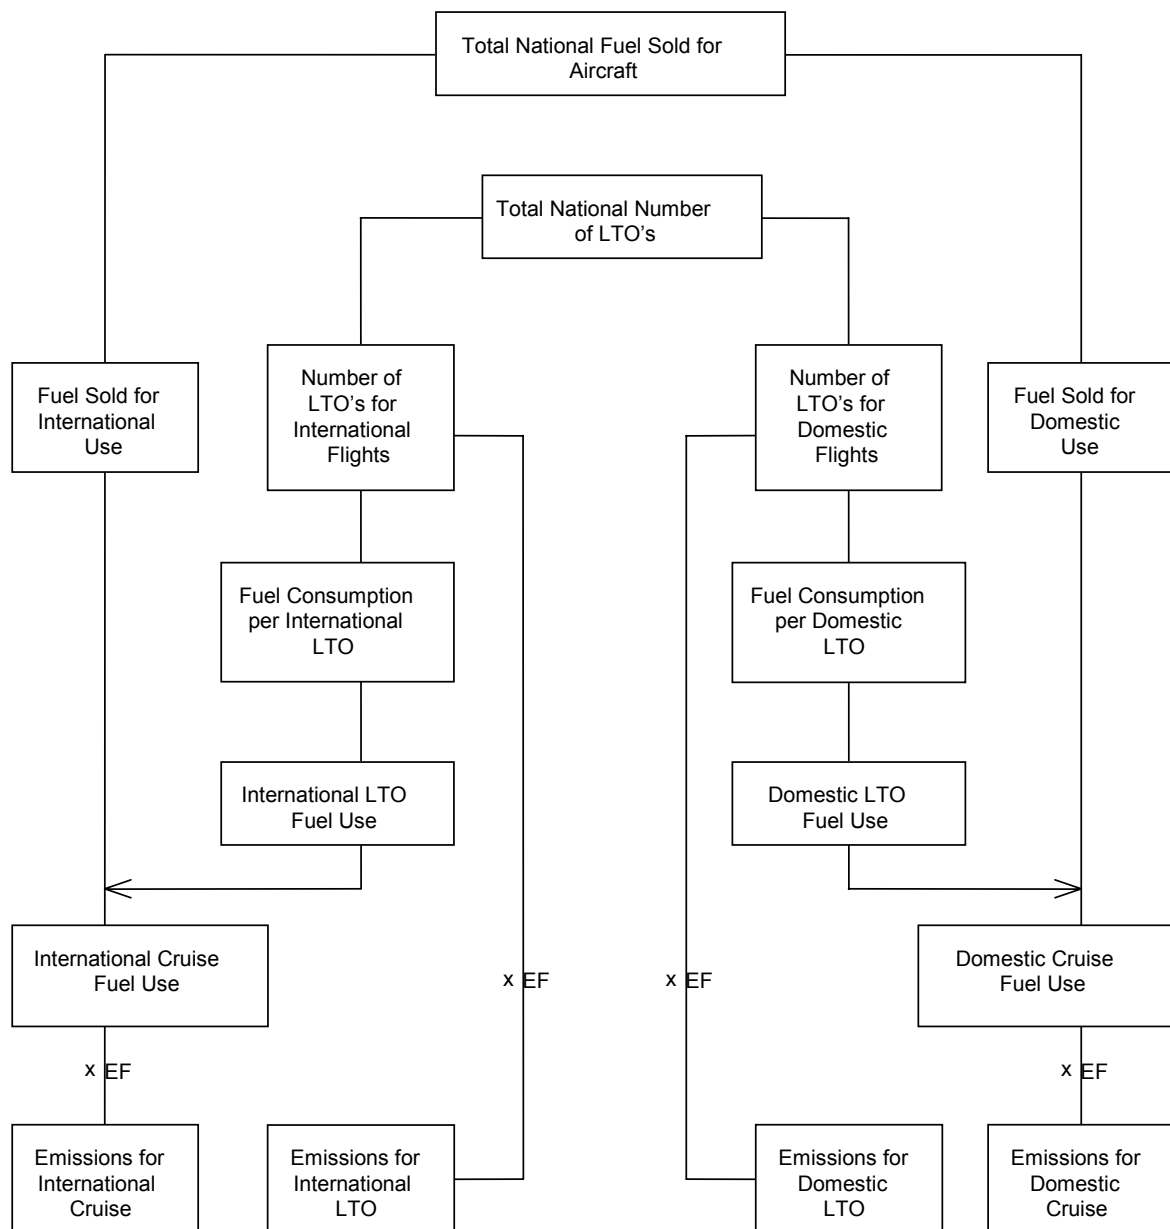 Total National Fuel Sold for
Aircraft
Total National Number
of LTO's
Fuel Sold for
International
Use
Number of
LTO's for
International
Flights
Number of
LTO's for
Domestic
Flights
Fuel Sold for
Domestic
Use
Fuel Consumption
per International
LTO
Fuel Consumption
per Domestic
LTO
International LTO
Fuel Use
Domestic LTO
Fuel Use
International Cruise
Fuel Use
x EF
x EF
Domestic Cruise
Fuel Use
x EF
x EF
Emissions for
International
Cruise
Emissions for
International
LTO
Emissions for
Domestic
LTO
Emissions for
Domestic
Cruise